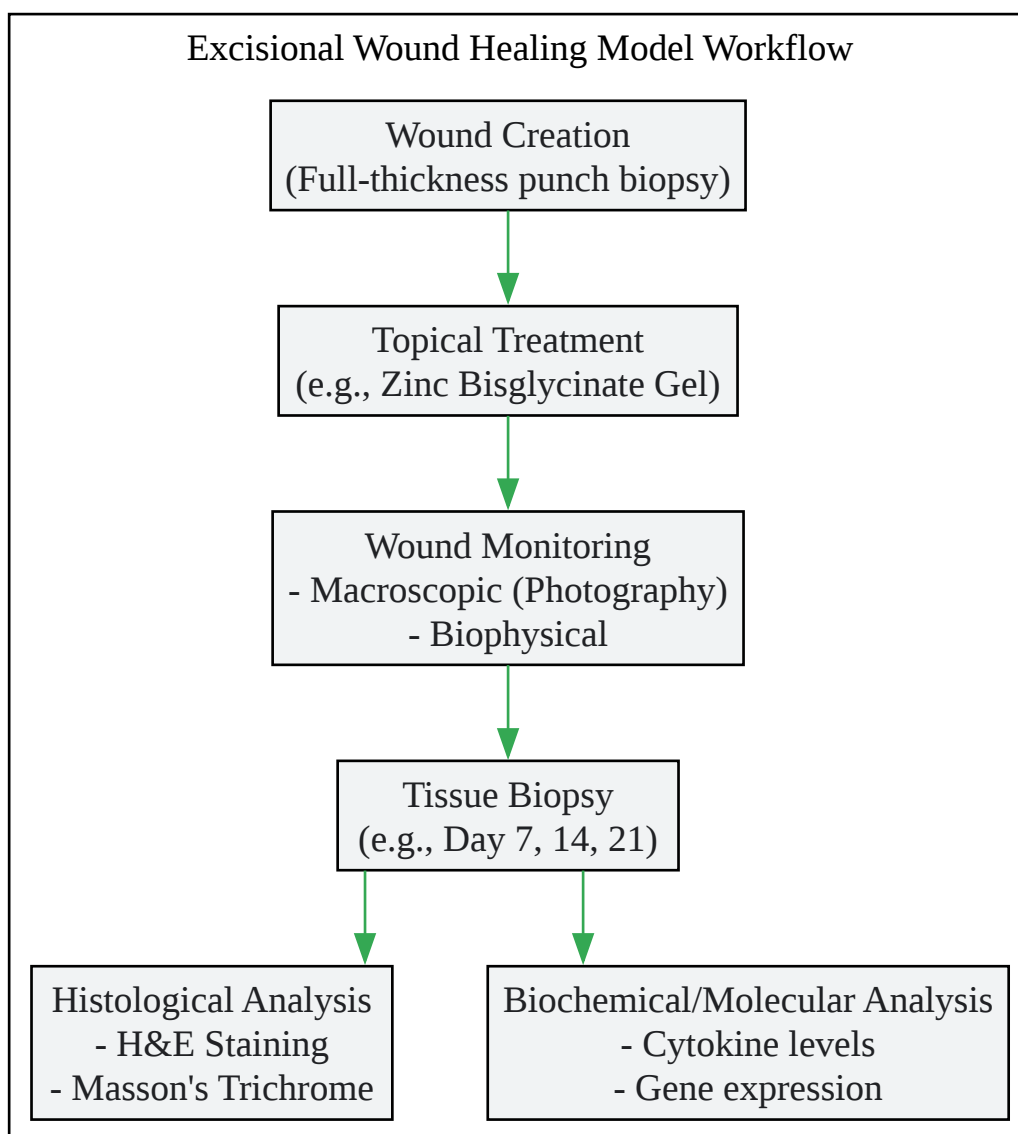 Excisional Wound Healing Model Workflow
Wound Creation
(Full-thickness punch biopsy)
Topical Treatment
(e.g., Zinc Bisglycinate Gel)
Wound Monitoring
- Macroscopic (Photography)
- Biophysical
Tissue Biopsy
(e.g., Day 7, 14, 21)
Histological Analysis
- H&E Staining
- Masson's Trichrome
Biochemical/Molecular Analysis
- Cytokine levels
- Gene expression